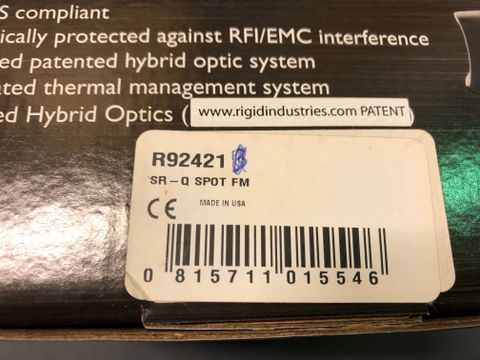 S compliant
ically protected against RFI/EMC interference
ed patented hybrid optic system
ated thermal management system
ed Hybrid Optics ( www.rigidindustries.com PATENT )
R92421
SR-Q SPOT FM
CE MADE IN USA
0 815711 015546